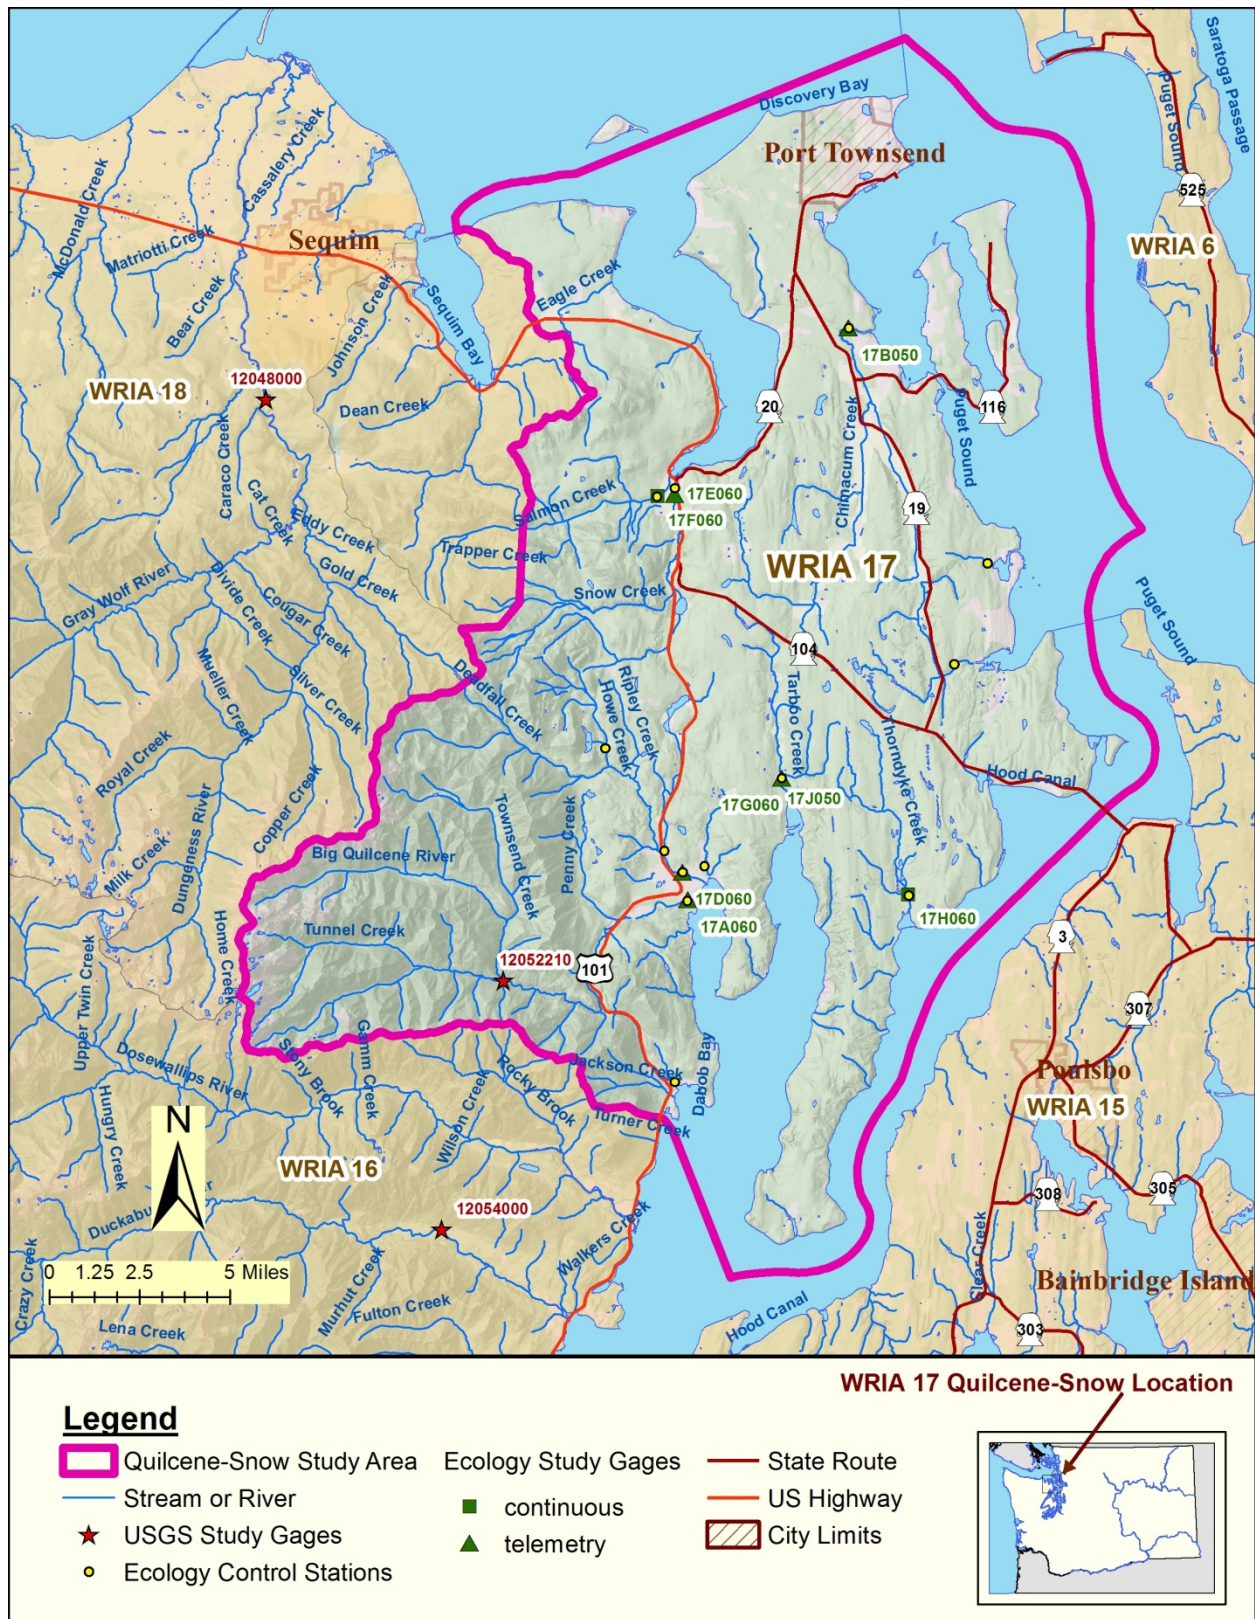 Discovery Bay
Port Townsend
Puget Sound
Saratoga Passage
525
WRIA 6
McDonald Creek
Cassalery Creek
Matriotti Creek
Sequim
Bear Creek
Johnson Creek
Sequim Bay
Eagle Creek
17B050
WRIA 18
12048000
Dean Creek
20
116
Puget Sound
Chimacum Creek
Caraco Creek
Cat Creek
Eddy Creek
Salmon Creek
17E060
17F060
19
Trapper Creek
Gold Creek
WRIA 17
Gray Wolf River
Divide Creek
Cougar Creek
Snow Creek
Puget Sound
104
Mueller Creek
Silver Creek
Deadfall Creek
Ripley Creek
Howe Creek
Tarboo Creek
Thorndyke Creek
Royal Creek
Hood Canal
Copper Creek
Dungeness River
17J050
17G060
Milk Creek
Big Quilcene River
Townsend Creek
Penny Creek
17D060
17A060
17H060
Home Creek
Tunnel Creek
12052210
101
3
Upper Twin Creek
307
Dosewallips River
Stony Brook
Gamm Creek
Jackson Creek
Dabob Bay
Poulsbo
Hungry Creek
Wilson Creek
Rocky Brook
Turner Creek
WRIA 15
N
WRIA 16
308
305
12054000
Duckabu
er
Walkers Creek
Clear Creek
Bainbridge Island
0 1.25 2.5 5 Miles
Crazy Creek
Murhut Creek
Fulton Creek
Lena Creek
Hood Canal
303
WRIA 17 Quilcene-Snow Location
Legend
Quilcene-Snow Study Area
Stream or River
USGS Study Gages
Ecology Control Stations
Ecology Study Gages
continuous
telemetry
State Route
US Highway
City Limits